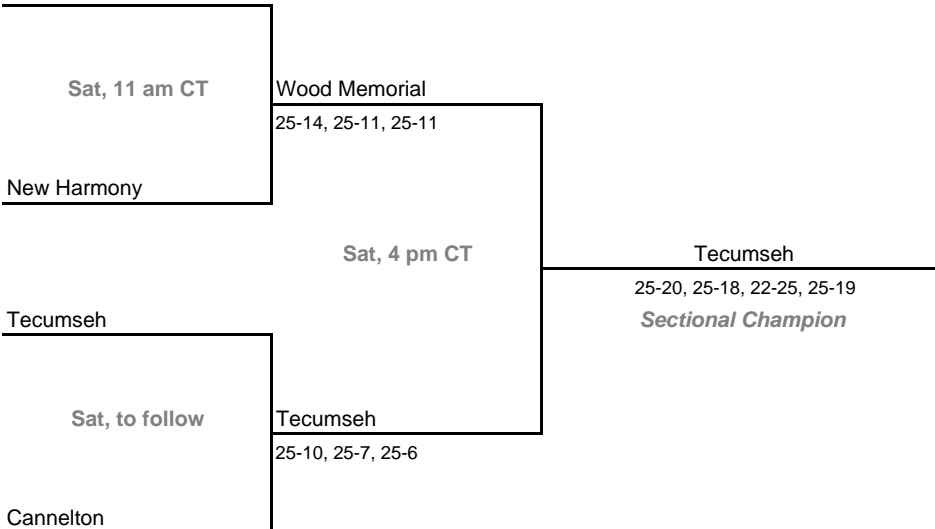 Sat, 11 am CT
Wood Memorial
25-14, 25-11, 25-11
New Harmony
Sat, 4 pm CT
Tecumseh
25-20, 25-18, 22-25, 25-19
Sectional Champion
Tecumseh
Sat, to follow
Tecumseh
25-10, 25-7, 25-6
Cannelton